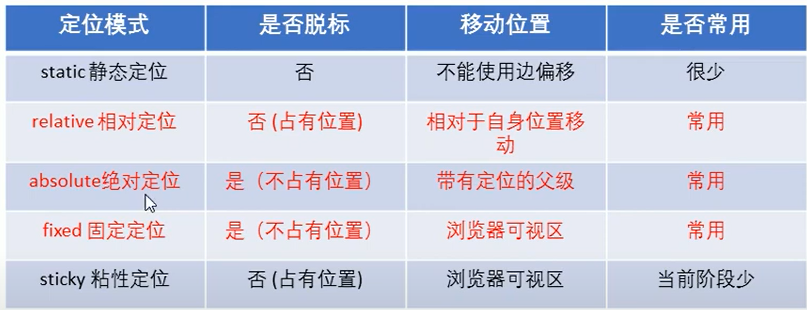 定位模式 是否脱标 移动位置 是否常用
static 静态定位 否 不能使用边偏移 很少
relative 相对定位 否 (占有位置) 相对于自身位置移
动 常用
absolute绝对定位 是（不占有位置） 带有定位的父级 常用
fixed 固定定位 是（不占有位置） 浏览器可视区 常用
sticky 粘性定位 否 (占有位置) 浏览器可视区 当前阶段少